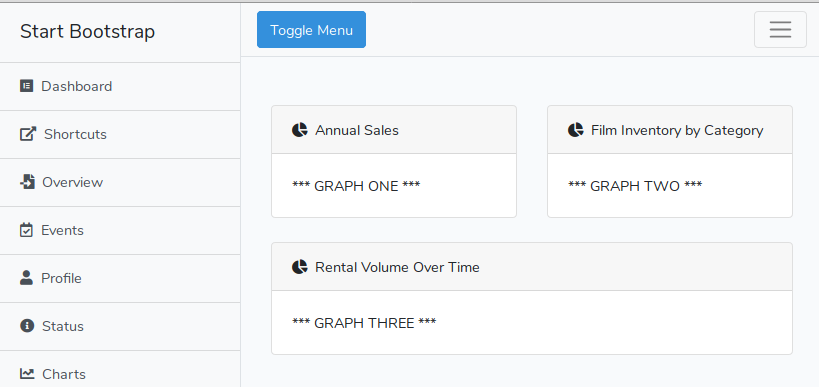 Start Bootstrap
Dashboard
Shortcuts
Overview
Events
Profile
Status
Charts
Toggle Menu
Annual Sales
*** GRAPH ONE ***
Film Inventory by Category
*** GRAPH TWO ***
Rental Volume Over Time
*** GRAPH THREE ***